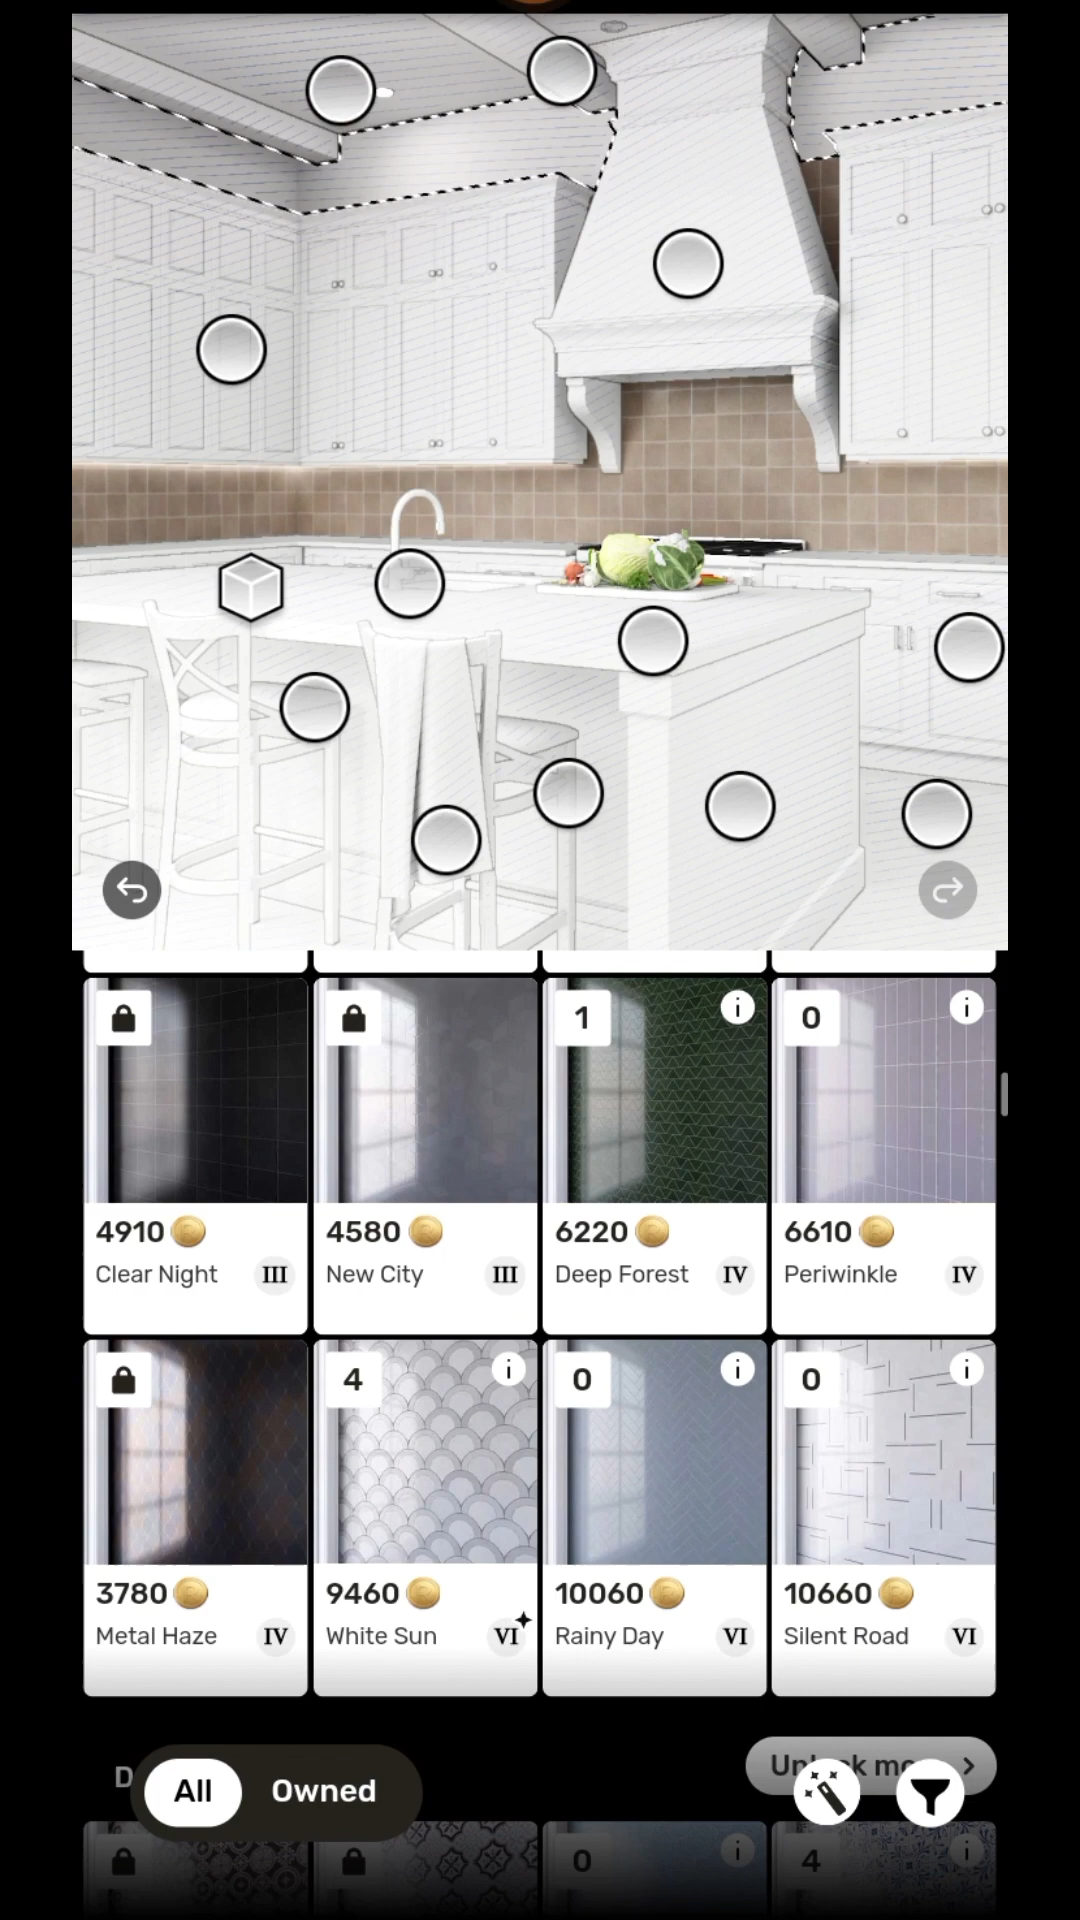 1
0
4910
4580
6220
6610
Clear Night III
New City III
Deep Forest IV
Periwinkle IV
4
0
0
3780
9460
10060
10660
Metal Haze IV
White Sun VI
Rainy Day VI
Silent Road VI
D
All
Owned
0
4